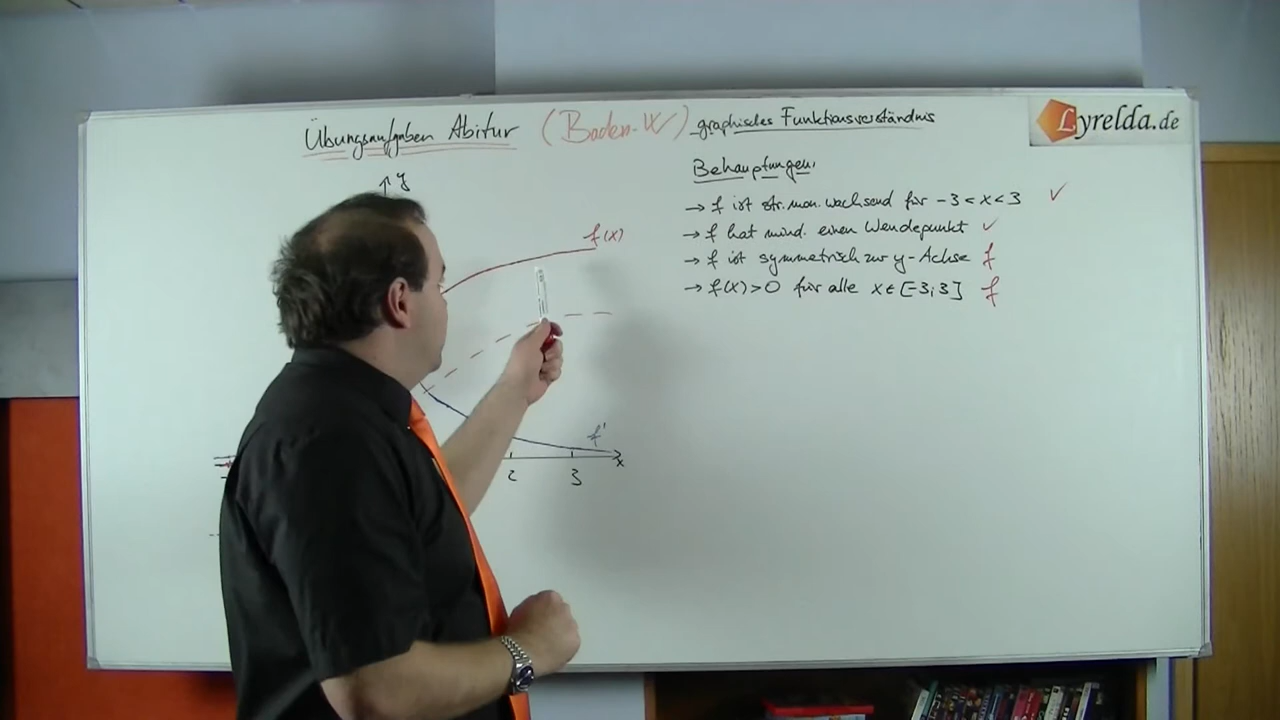 Übungsaufgaben Abitur (Baden-W) graphisches Funktionsverständnis
Lyrelda.de
Behauptungen:
→ f ist str. mon. wachsend für -3 < x < 3 ✓
→ f hat mind. einen Wendepunkt ✓
→ f ist symmetrisch zur y-Achse f
→ f(x) > 0 für alle x ∈ [-3; 3] f
y
f(x)
f'
x
2 3